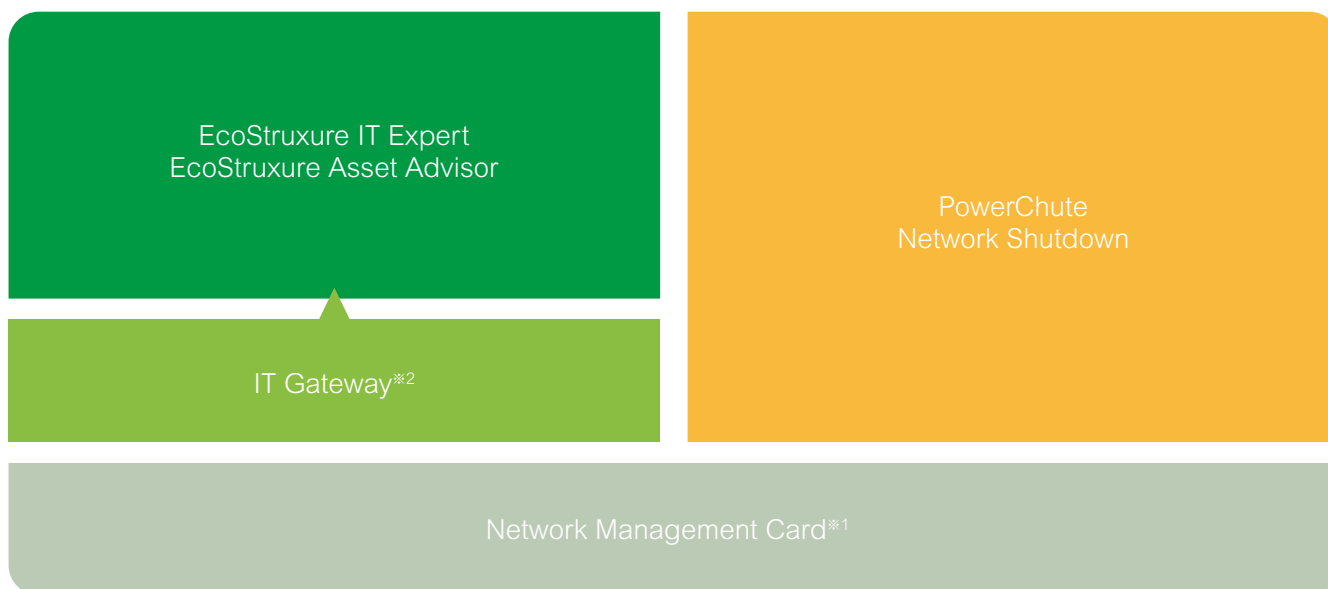 EcoStruxure IT Expert
EcoStruxure Asset Advisor
PowerChute
Network Shutdown
IT Gateway※2
Network Management Card※1